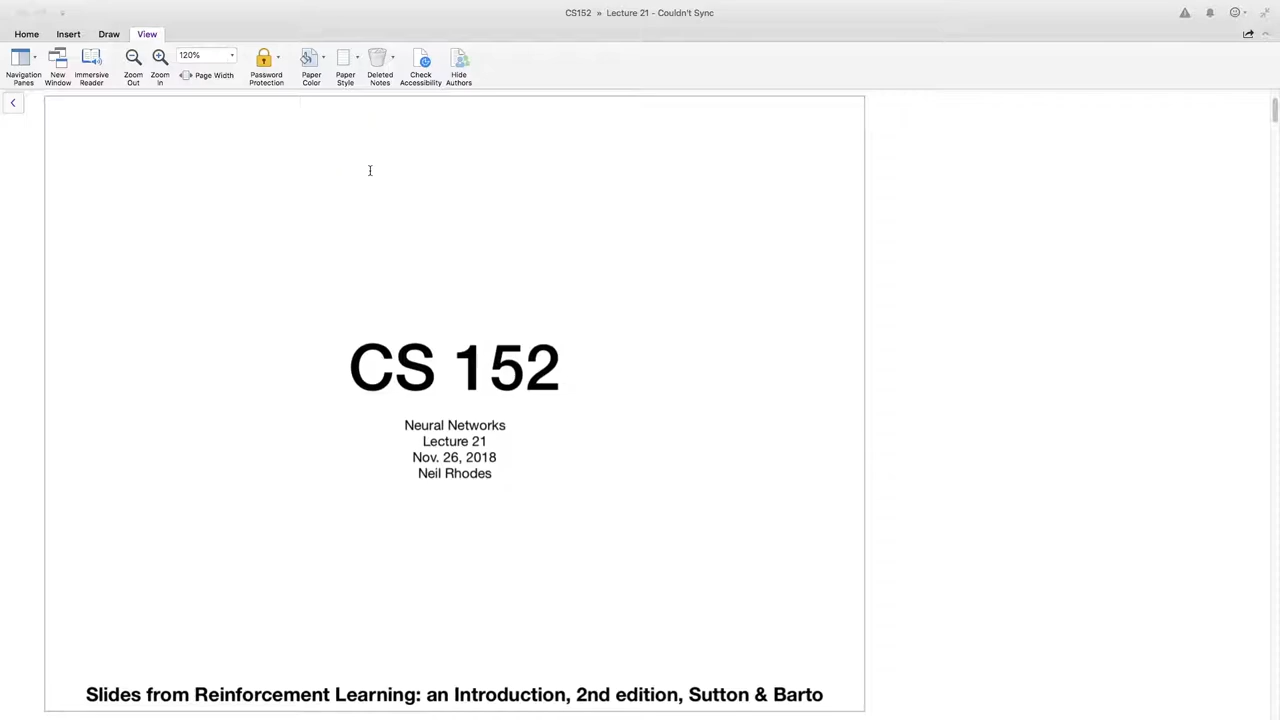 CS152 » Lecture 21 - Couldn't Sync
Home Insert Draw View
120%
Page Width
Navigation Panes
New Window
Immersive Reader
Zoom Out
Zoom In
Password Protection
Paper Color
Paper Style
Deleted Notes
Check Accessibility
Hide Authors
CS 152
Neural Networks
Lecture 21
Nov. 26, 2018
Neil Rhodes
Slides from Reinforcement Learning: an Introduction, 2nd edition, Sutton & Barto